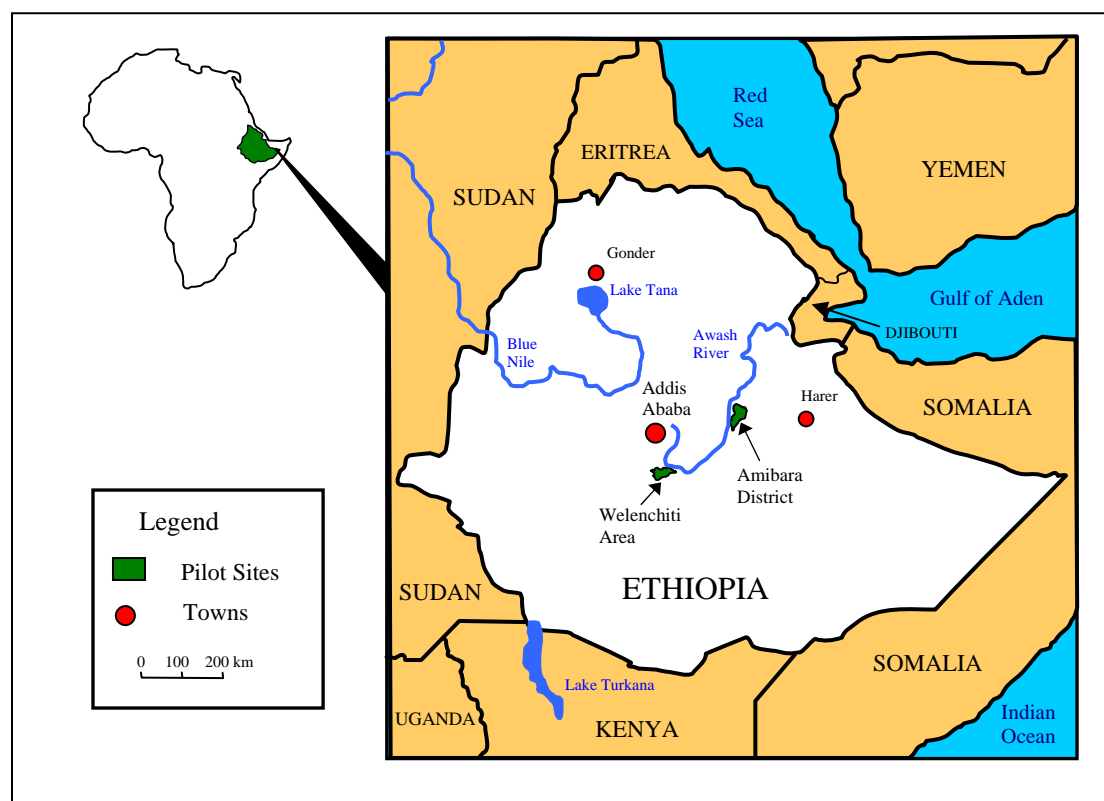 Red
Sea
ERITREA
YEMEN
SUDAN
Gonder
Lake Tana
Gulf of Aden
DJIBOUTI
Blue
Nile
Awash
River
Addis
Ababa
Harer
SOMALIA
Amibara
District
Welenchiti
Area
ETHIOPIA
SUDAN
SOMALIA
Lake Turkana
UGANDA
KENYA
Indian
Ocean
Legend
Pilot Sites
Towns
0 100 200 km